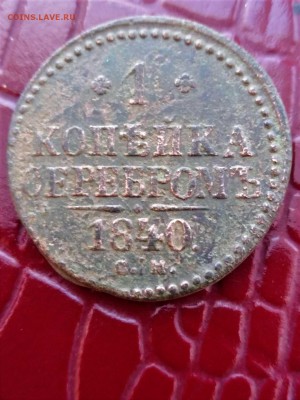 COINS.LAVE.RU
1
КОПѢЙКА
СЕРЕБРОМЪ
1840
С.М.